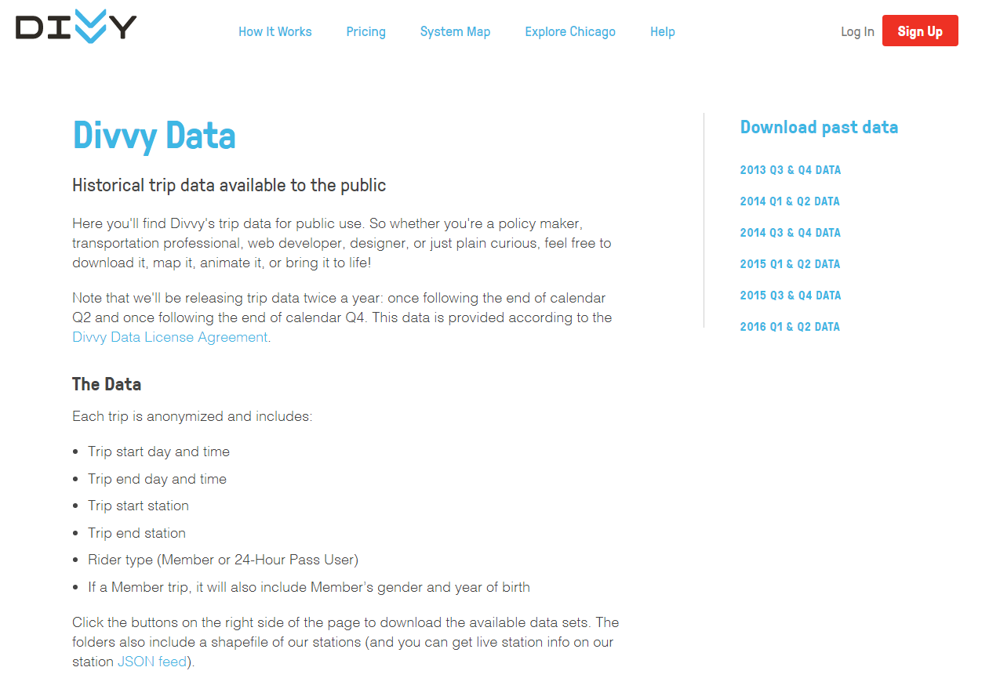 DIVVY
How It Works
Pricing
System Map
Explore Chicago
Help
Log In
Sign Up
Divvy Data
Historical trip data available to the public
Here you'll find Divvy's trip data for public use. So whether you're a policy maker,
transportation professional, web developer, designer, or just plain curious, feel free to
download it, map it, animate it, or bring it to life!
Note that we'll be releasing trip data twice a year: once following the end of calendar
Q2 and once following the end of calendar Q4. This data is provided according to the
Divvy Data License Agreement.
The Data
Each trip is anonymized and includes:
• Trip start day and time
• Trip end day and time
• Trip start station
• Trip end station
• Rider type (Member or 24-Hour Pass User)
• If a Member trip, it will also include Member's gender and year of birth
Click the buttons on the right side of the page to download the available data sets. The
folders also include a shapefile of our stations (and you can get live station info on our
station JSON feed).
Download past data
2013 Q3 & Q4 DATA
2014 Q1 & Q2 DATA
2014 Q3 & Q4 DATA
2015 Q1 & Q2 DATA
2015 Q3 & Q4 DATA
2016 Q1 & Q2 DATA